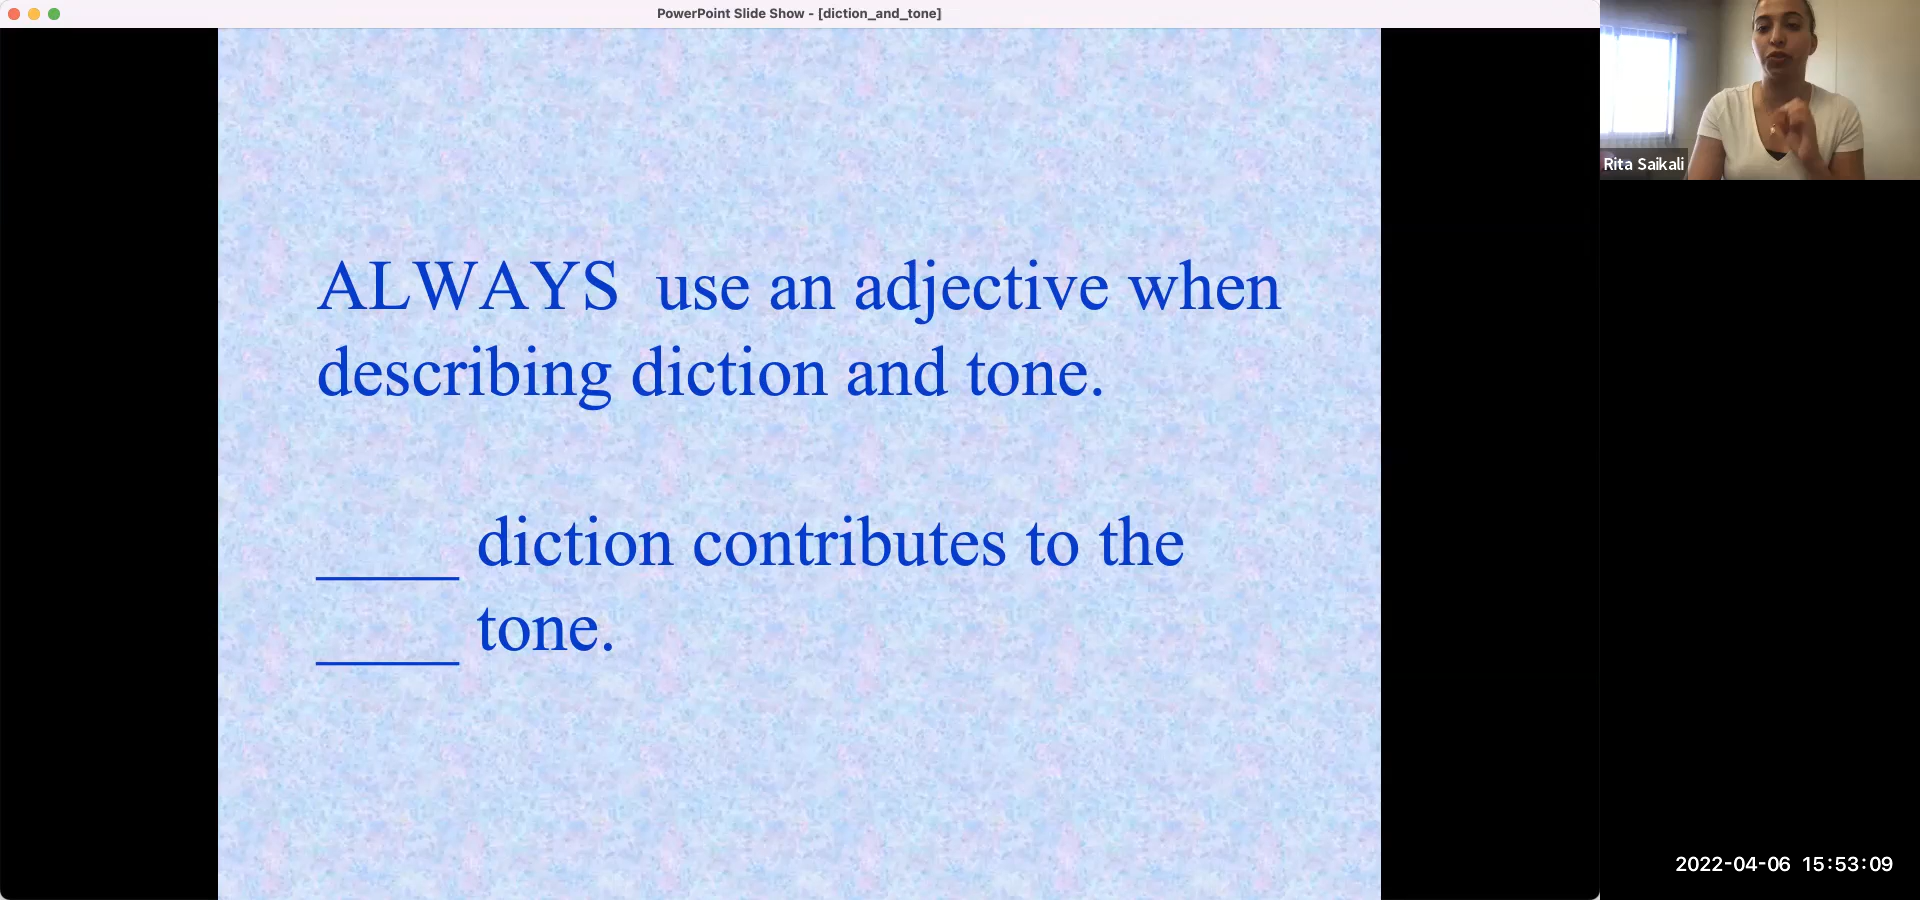 PowerPoint Slide Show - [diction_and_tone]
ALWAYS  use an adjective when
describing diction and tone.
_____ diction contributes to the
_____ tone.
Rita Saikali
2022-04-06 15:53:09